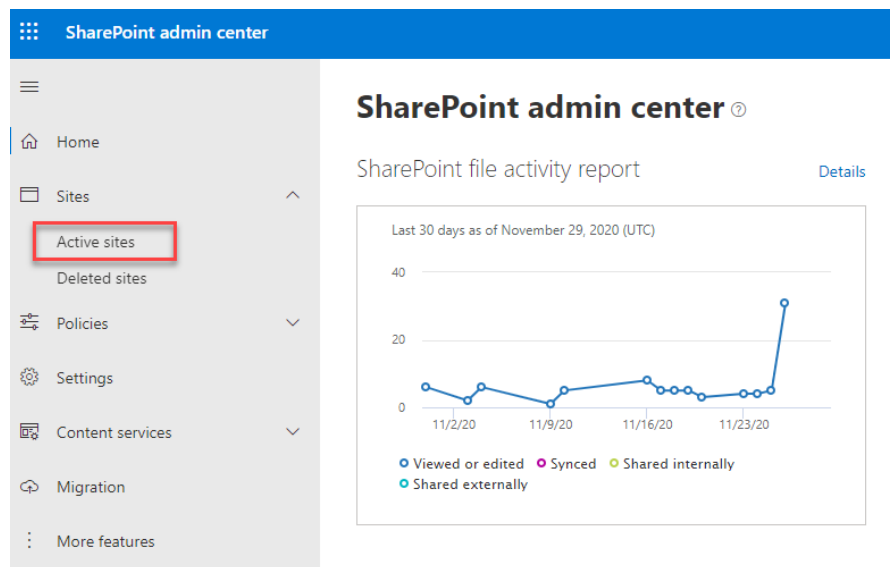 SharePoint admin center
Home
Sites
Active sites
Deleted sites
Policies
Settings
Content services
Migration
More features
SharePoint admin center ?
SharePoint file activity report
Details
Last 30 days as of November 29, 2020 (UTC)
40
20
0
11/2/20 11/9/20 11/16/20 11/23/20
Viewed or edited Synced Shared internally
Shared externally